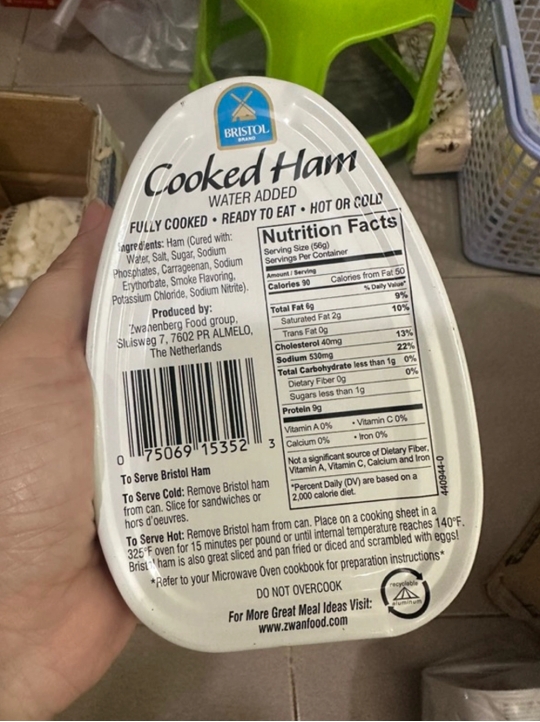 BRISTOL
BRAND
Cooked Ham
WATER ADDED
FULLY COOKED • READY TO EAT • HOT OR COLD
Ingredients: Ham (Cured with:
Water, Salt, Sugar, Sodium
Phosphates, Carrageenan, Sodium
Erythorbate, Smoke Flavoring,
Potassium Chloride, Sodium Nitrite).
Produced by:
Zwanenberg Food group,
Sluisweg 7, 7602 PR ALMELO,
The Netherlands
0 75069 15352 3
Nutrition Facts
Serving Size (56g)
Servings Per Container
Amount / Serving
Calories 90 Calories from Fat 50
% Daily Value*
Total Fat 6g 9%
Saturated Fat 2g 10%
Trans Fat 0g
Cholesterol 40mg 13%
Sodium 530mg 22%
Total Carbohydrate less than 1g 0%
Dietary Fiber 0g 0%
Sugars less than 1g
Protein 9g
Vitamin A 0% • Vitamin C 0%
Calcium 0% • Iron 0%
Not a significant source of Dietary Fiber,
Vitamin A, Vitamin C, Calcium and Iron
*Percent Daily (DV) are based on a
2,000 calorie diet.
440944-0
To Serve Bristol Ham
To Serve Cold: Remove Bristol ham
from can. Slice for sandwiches or
hors d'oeuvres.
To Serve Hot: Remove Bristol ham from can. Place on a cooking sheet in a
325°F oven for 15 minutes per pound or until internal temperature reaches 140°F.
Bristol ham is also great sliced and pan fried or diced and scrambled with eggs!
*Refer to your Microwave Oven cookbook for preparation instructions*
DO NOT OVERCOOK
For More Great Meal Ideas Visit:
www.zwanfood.com
recyclable
aluminum